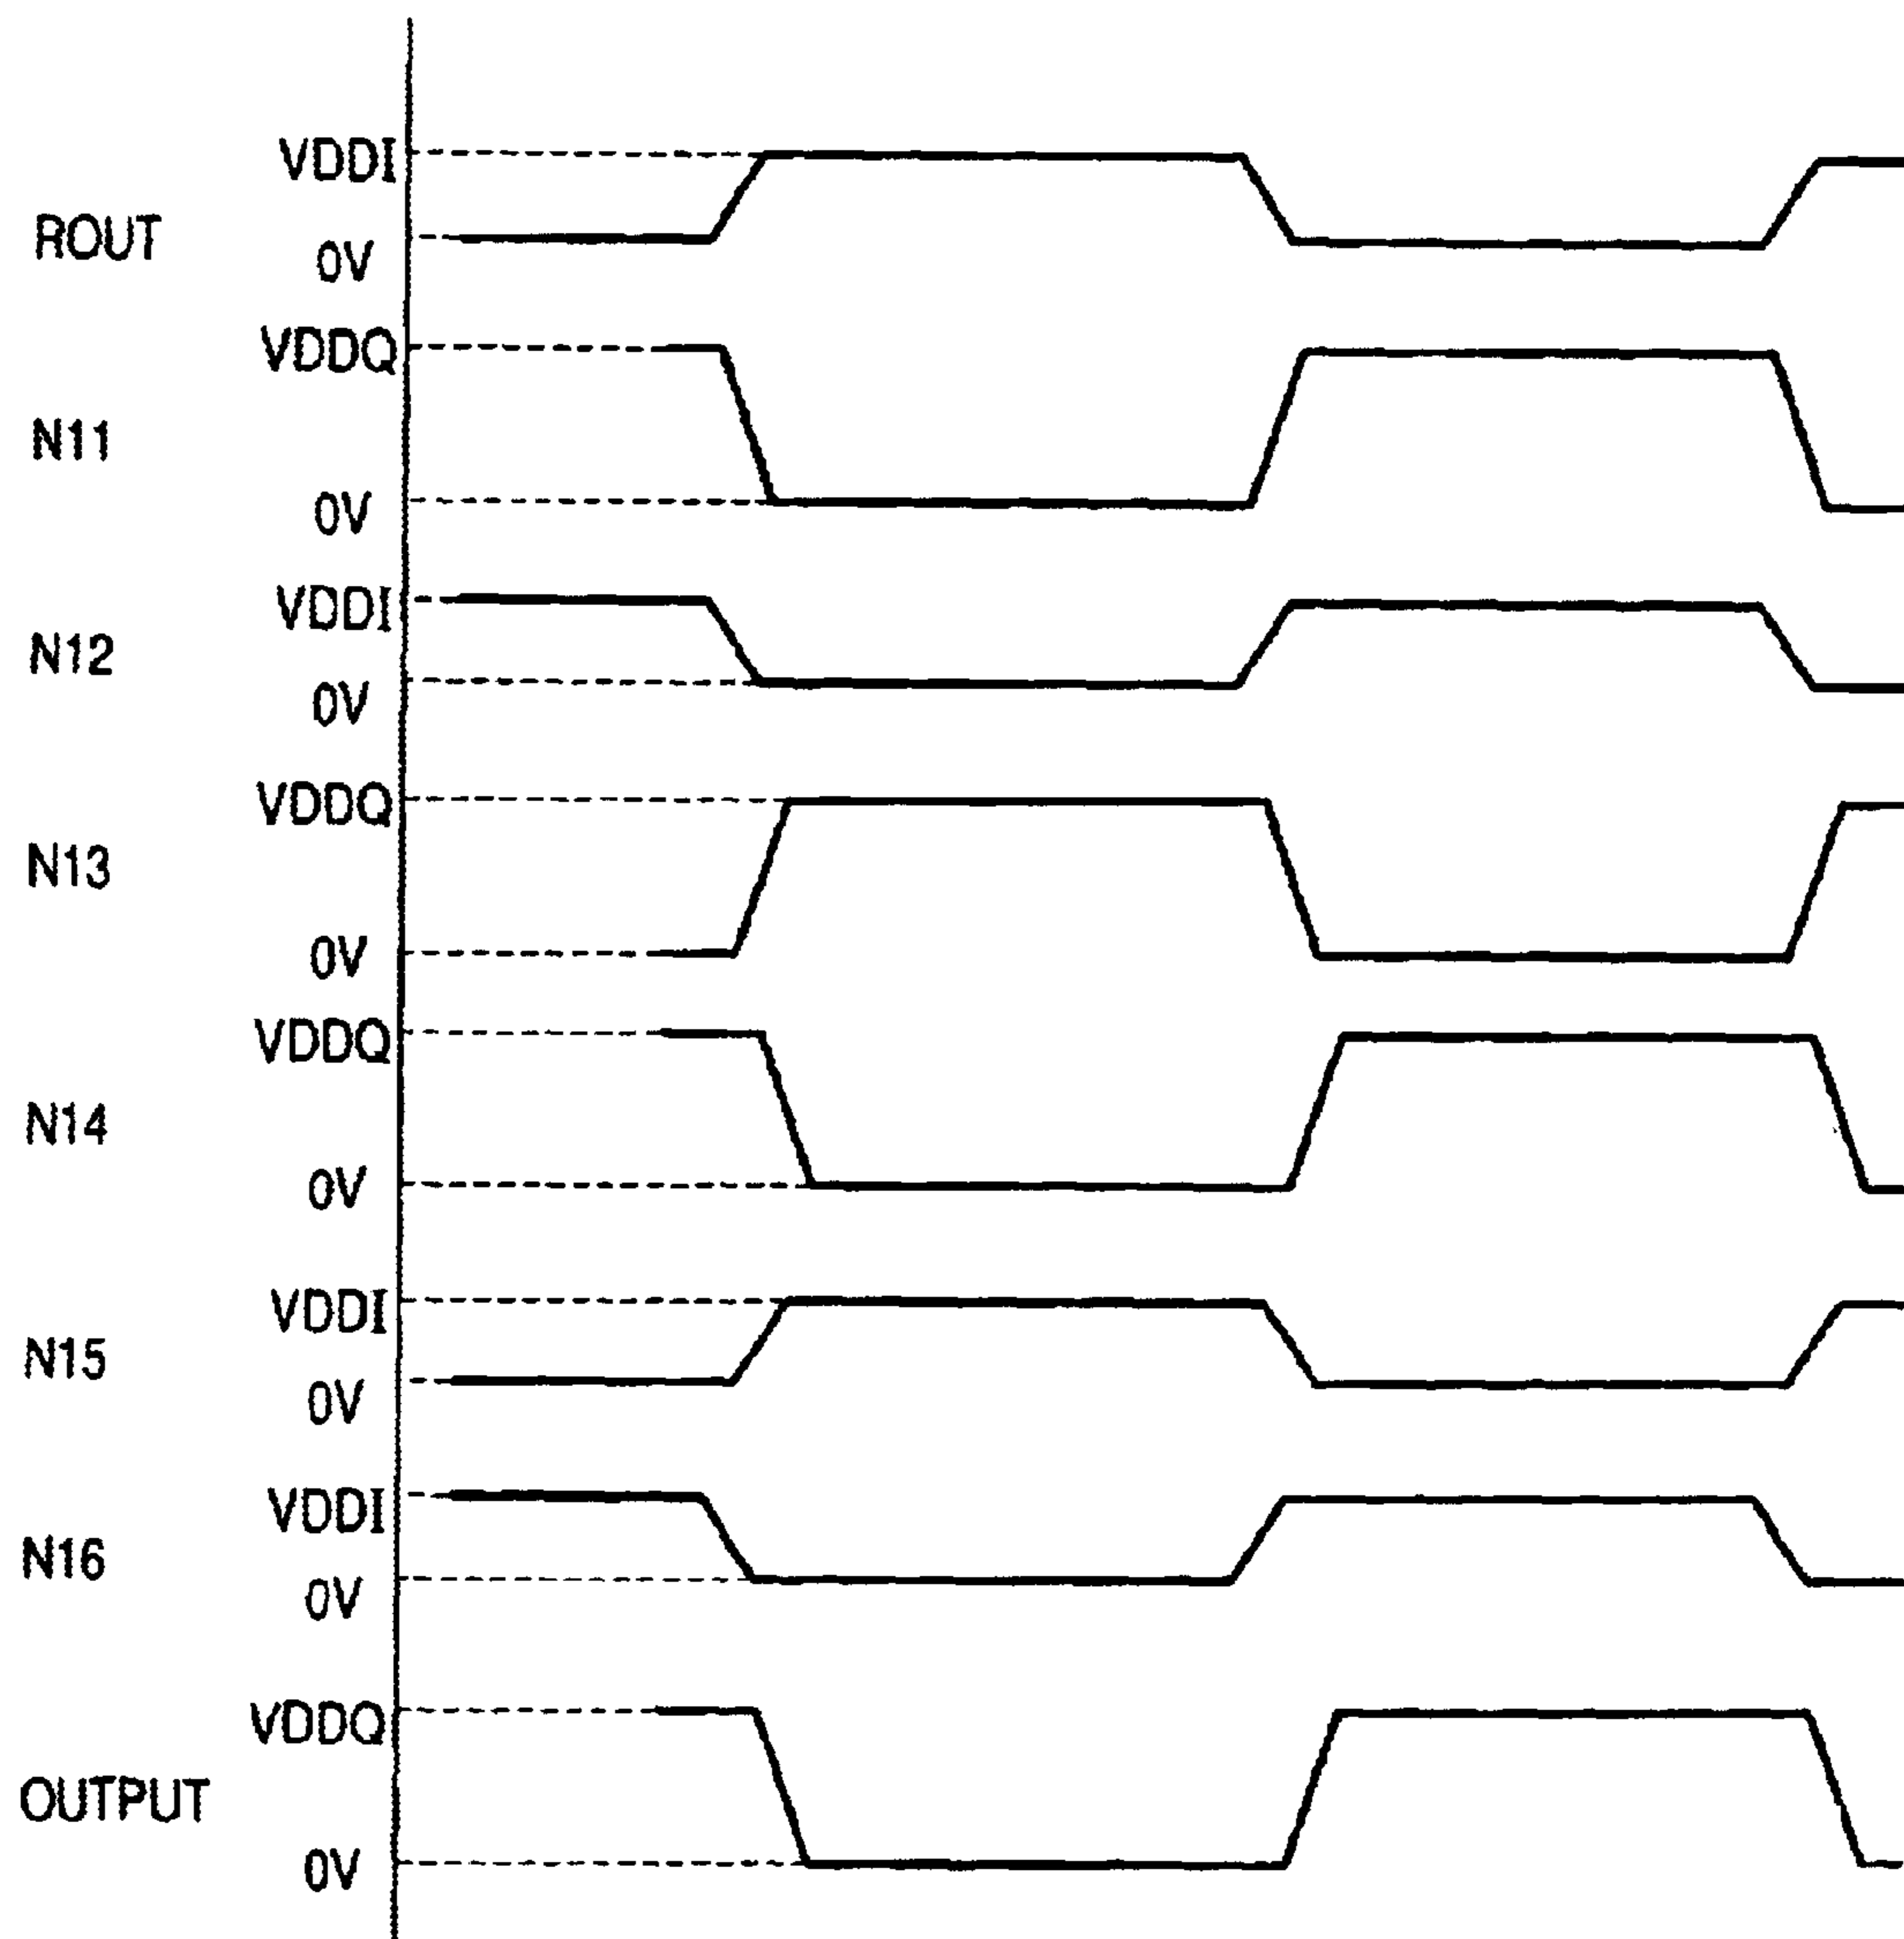 VDDI
ROUT
0V
VDDQ
N11
0V
VDDI
N12
0V
VDDQ
N13
0V
VDDQ
N14
0V
VDDI
N15
0V
VDDI
N16
0V
VDDQ
OUTPUT
0V